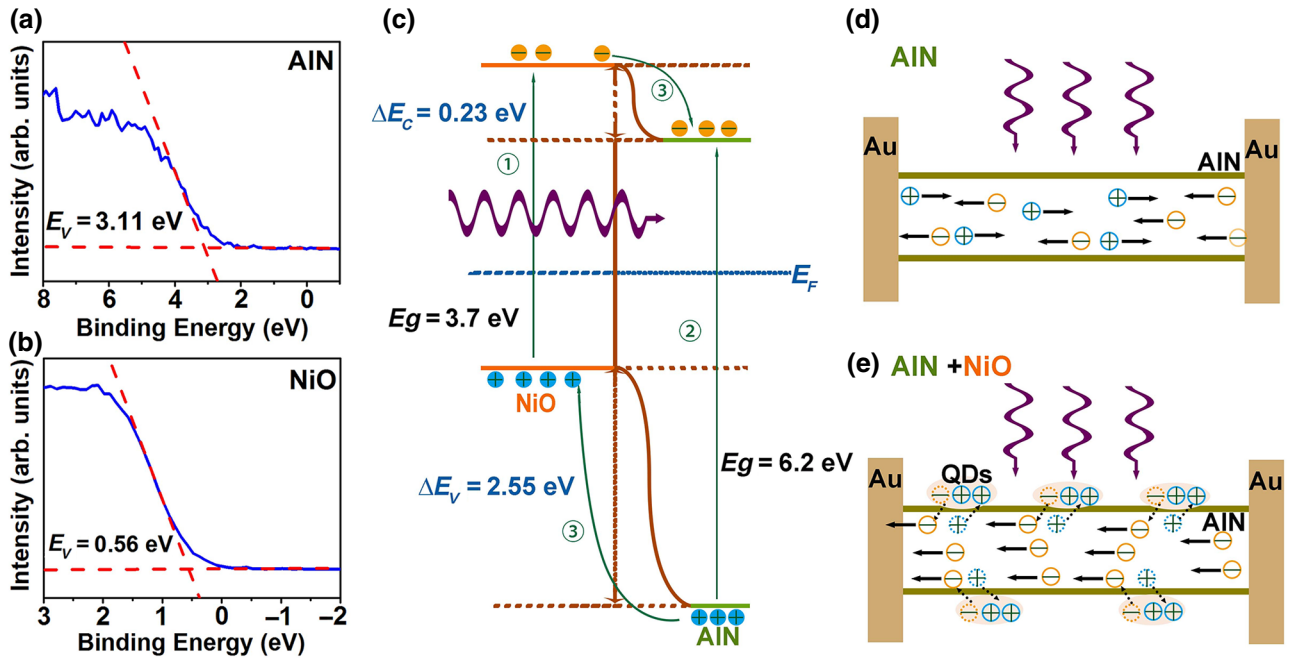 (a)
AlN
Intensity (arb. units)
E_V = 3.11 eV
8 6 4 2 0
Binding Energy (eV)
(b)
NiO
Intensity (arb. units)
E_V = 0.56 eV
3 2 1 0 −1 −2
Binding Energy (eV)
(c)
ΔE_C = 0.23 eV
③
①
E_F
Eg = 3.7 eV
②
NiO
Eg = 6.2 eV
ΔE_V = 2.55 eV
③
AlN
(d)
AlN
Au
AlN
Au
(e) AlN +NiO
Au
QDs
Au
AlN